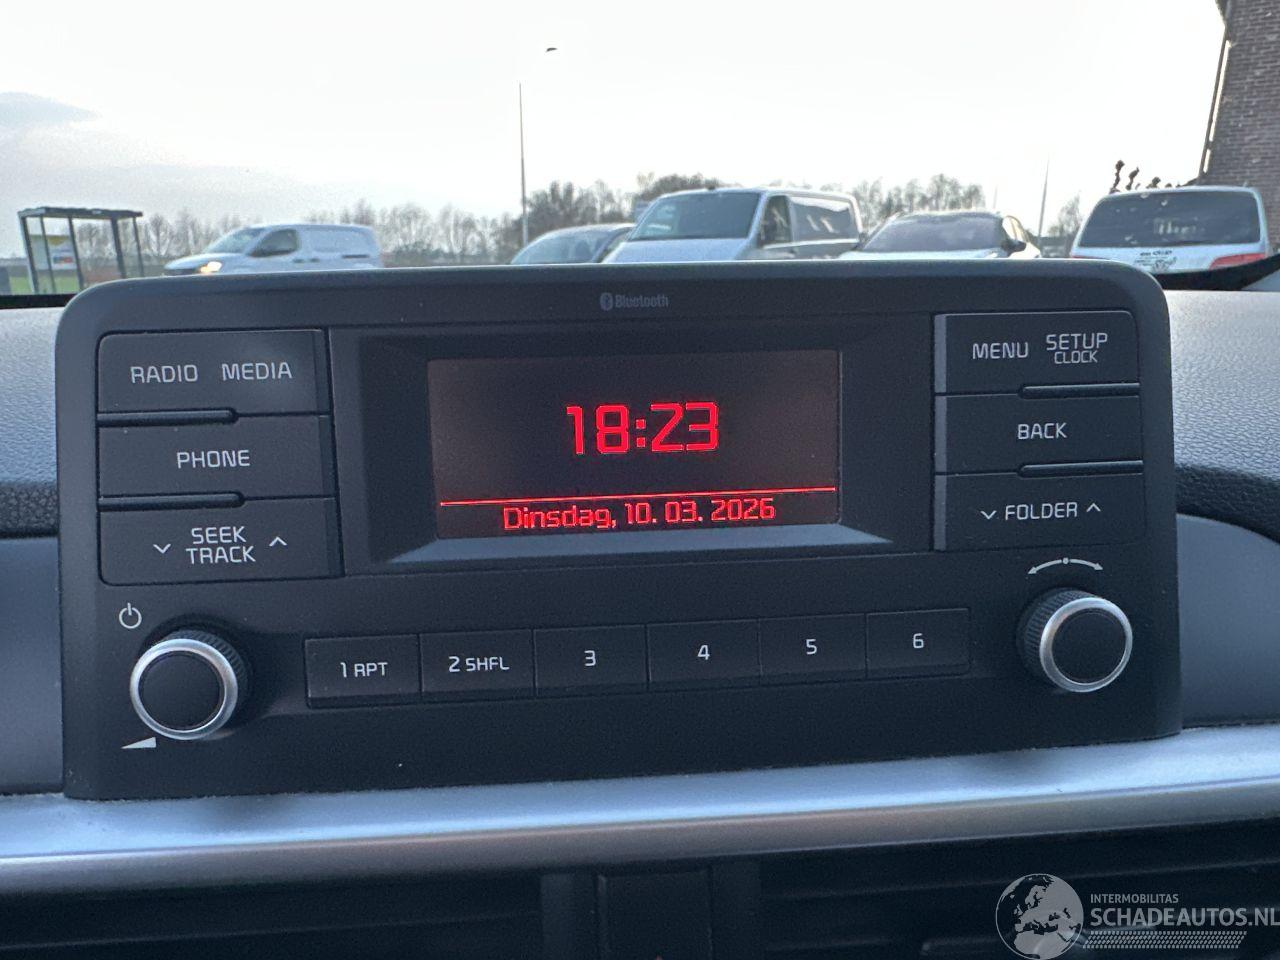 Bluetooth
RADIO MEDIA
PHONE
SEEK
TRACK
18:23
Dinsdag, 10. 03. 2026
MENU SETUP
CLOCK
BACK
FOLDER
1 RPT 2 SHFL 3 4 5 6
INTERMOBILITAS
SCHADEAUTOS.NL